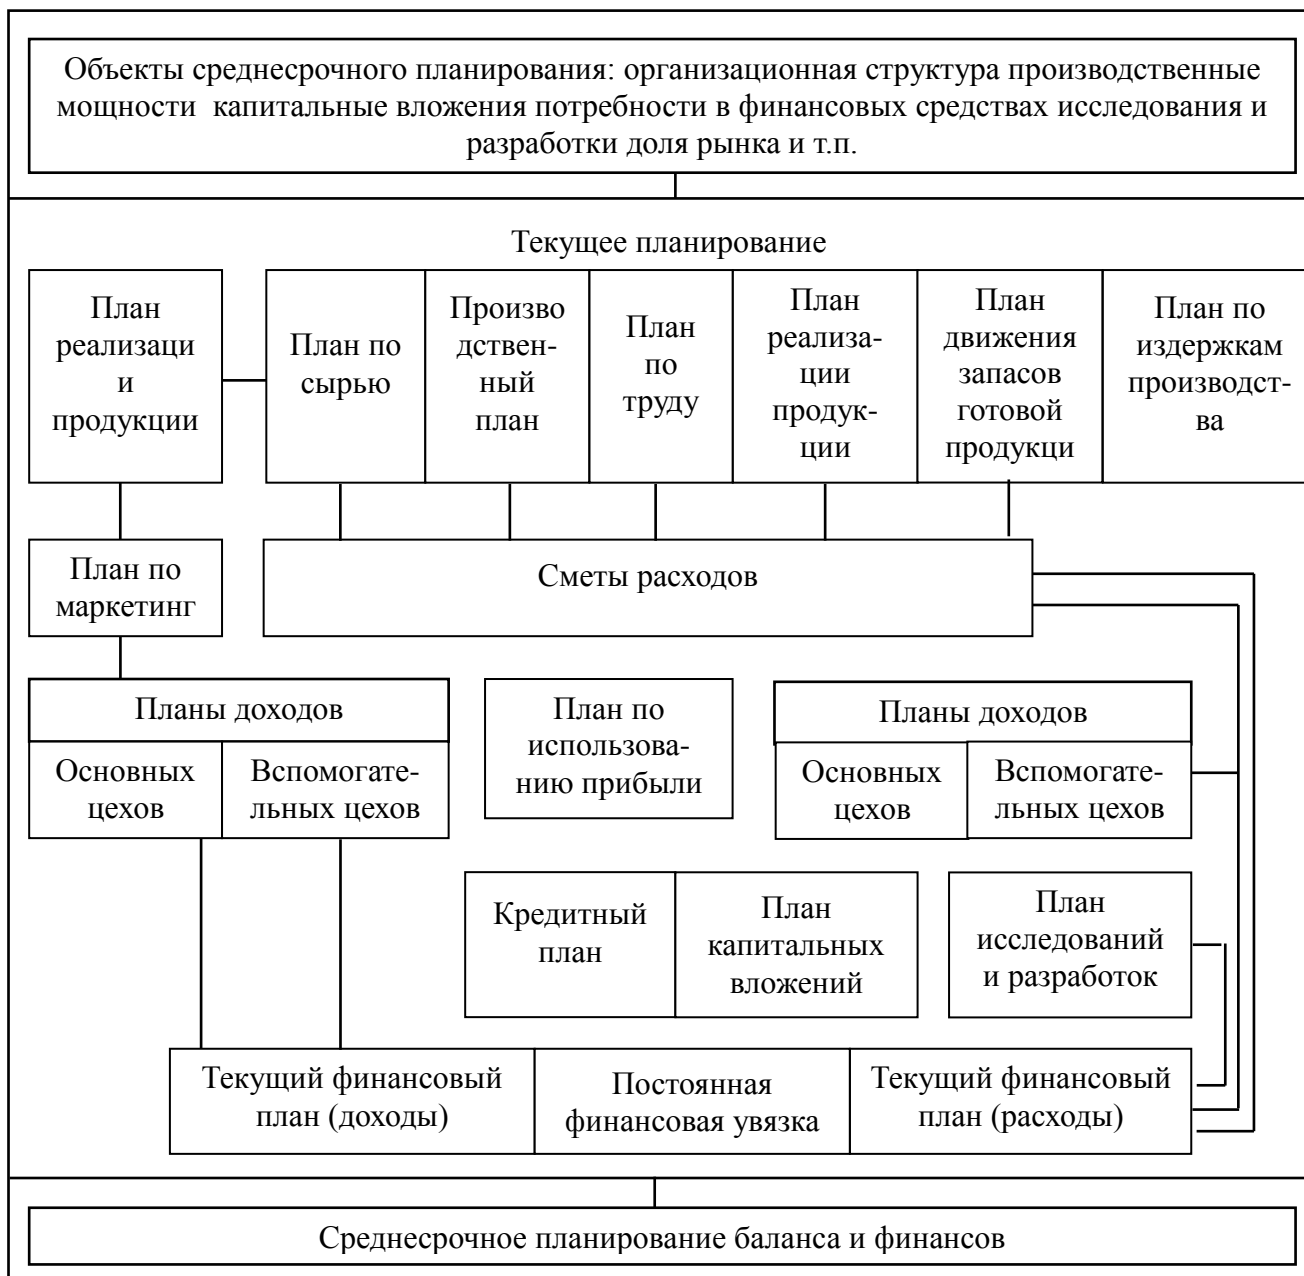 Объекты среднесрочного планирования: организационная структура производственные
мощности капитальные вложения потребности в финансовых средствах исследования и
разработки доля рынка и т.п.
Текущее планирование
План
реализаци
и
продукции
План по
сырью
Произво
дствен-
ный
план
План
по
труду
План
реализа-
ции
продук-
ции
План
движения
запасов
готовой
продукци
План по
издержкам
производст-
ва
План по
маркетинг
Сметы расходов
Планы доходов
Основных
цехов
Вспомогате-
льных цехов
План по
использова-
нию прибыли
Планы доходов
Основных
цехов
Вспомогате-
льных цехов
Кредитный
план
План
капитальных
вложений
План
исследований
и разработок
Текущий финансовый
план (доходы)
Постоянная
финансовая увязка
Текущий финансовый
план (расходы)
Среднесрочное планирование баланса и финансов